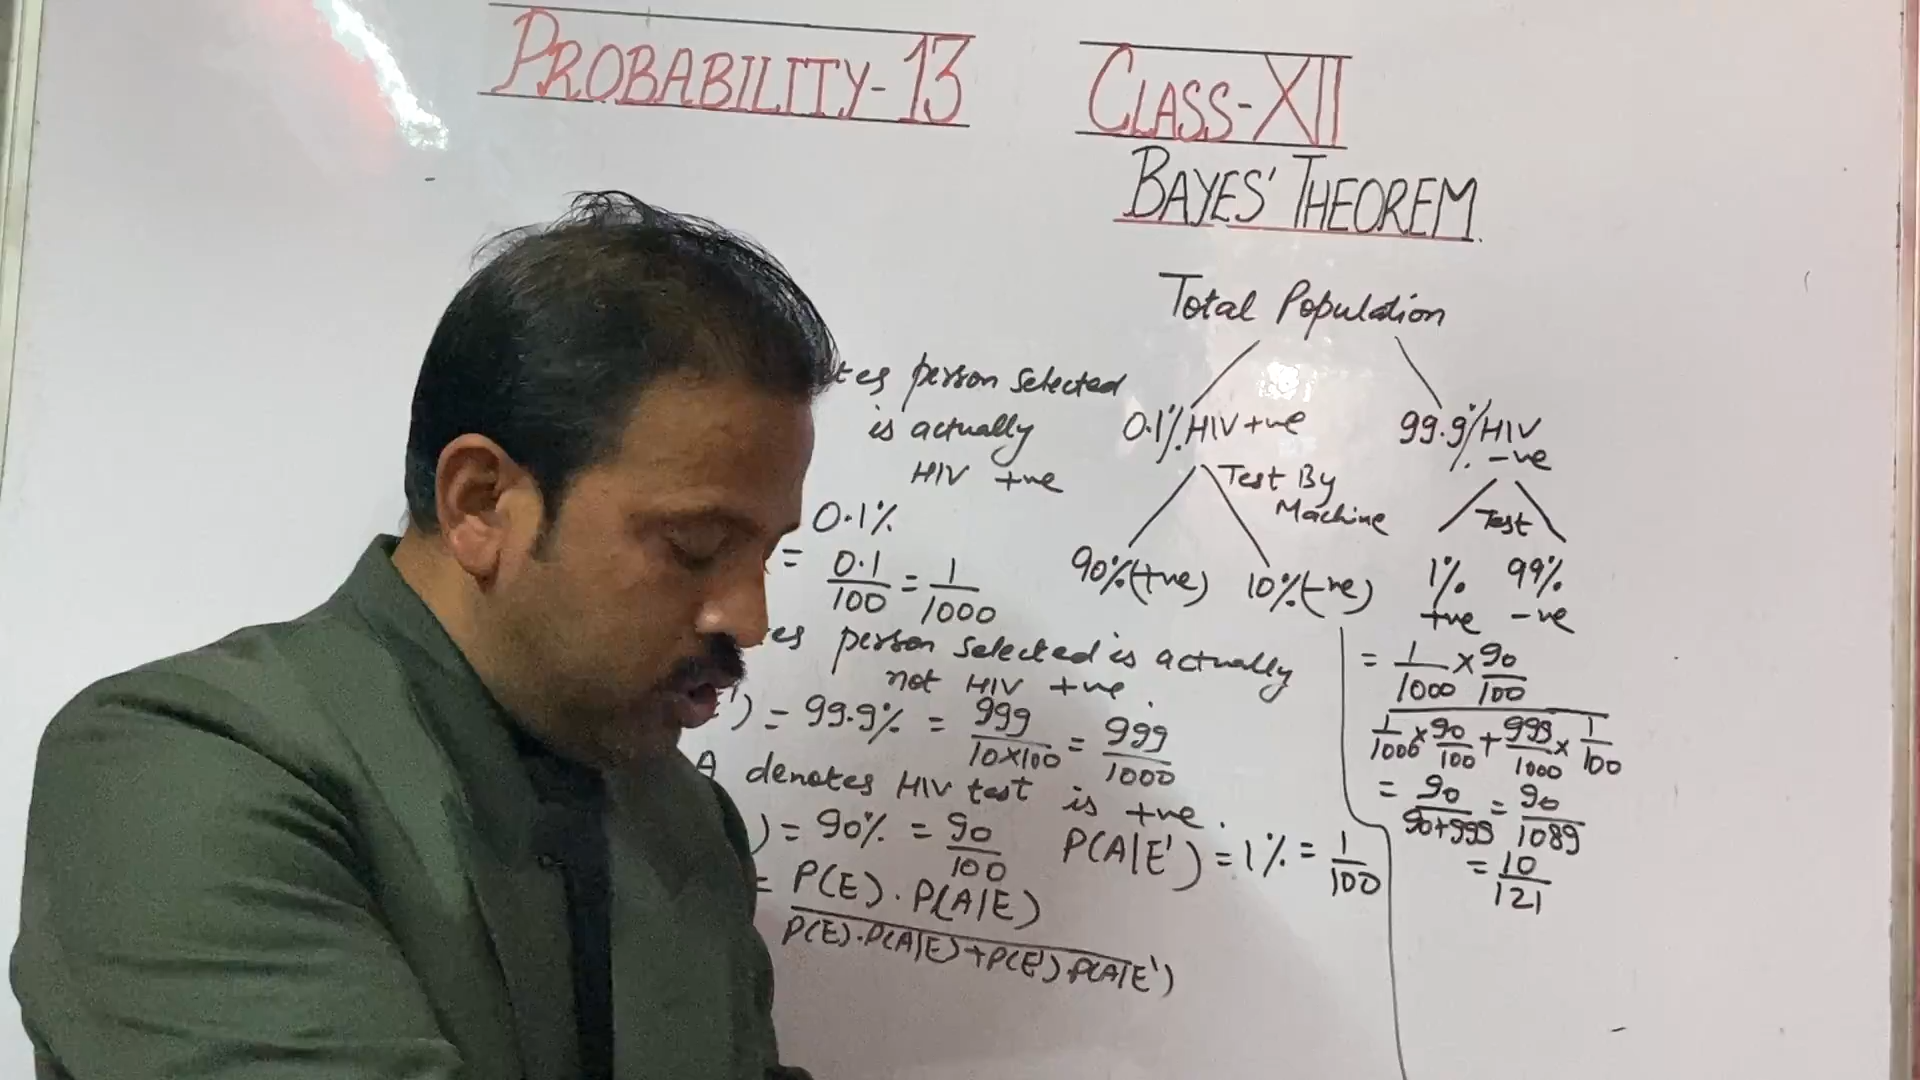 PROBABILITY-13 CLASS-XII
BAYES' THEOREM.
Total Population
0.1% HIV +ve 99.9% HIV -ve
Test By Machine
Test
90% (+ve) 10% (-ve) 1% +ve 99% -ve
person selected
is actually
HIV +ve
0.1%
= 0.1/100 = 1/1000
person selected is actually
not HIV +ve.
') = 99.9% = 999/10×100 = 999/1000
A denotes HIV test is +ve.
) = 90% = 90/100 P(A|E') = 1% = 1/100
= P(E).P(A|E)
P(E).P(A|E)+P(E').P(A|E')
= 1/1000 × 90/100
1/1000 × 90/100 + 999/1000 × 1/100
= 90/90+999 = 90/1089
= 10/121